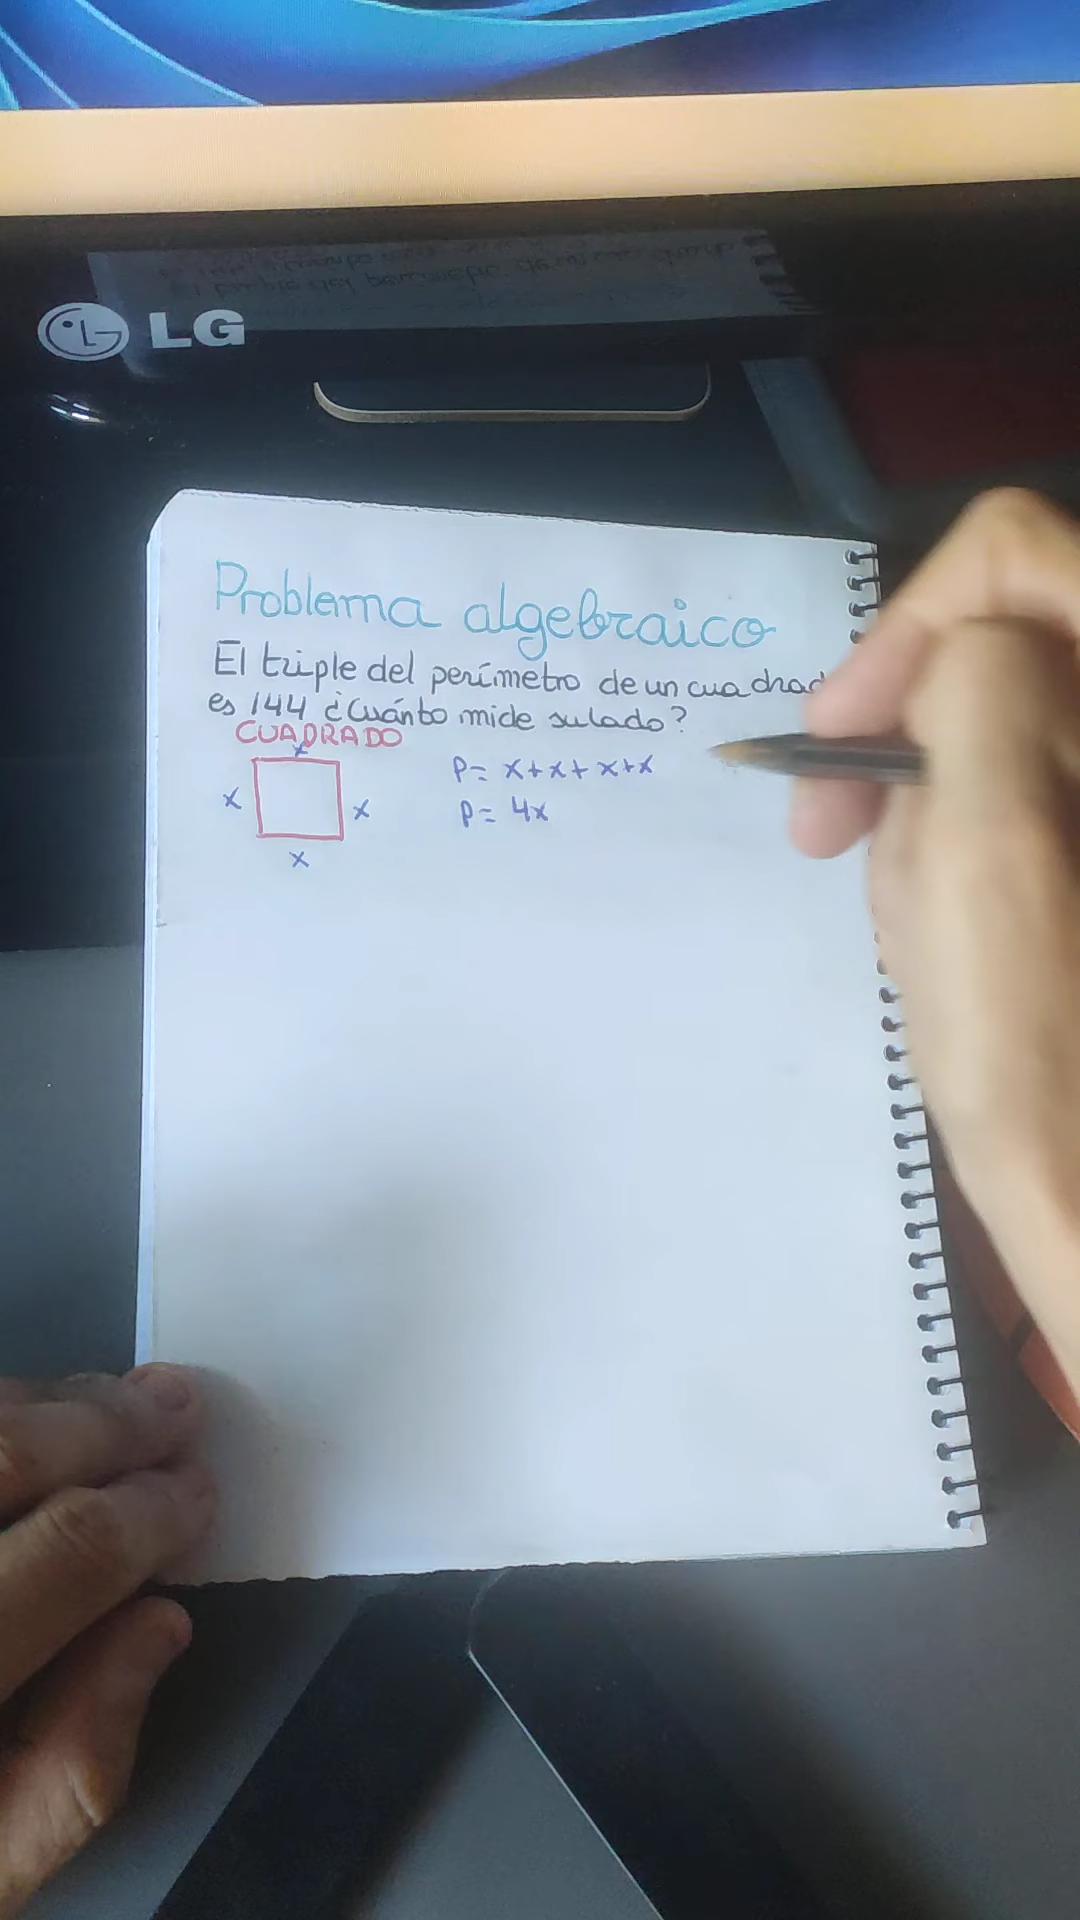 LG
Problema algebraico
El triple del perímetro de un cuadrad
es 144 ¿Cuánto mide su lado?
CUADRADO
x
P= x+x+x+x
x
x
P= 4x
x